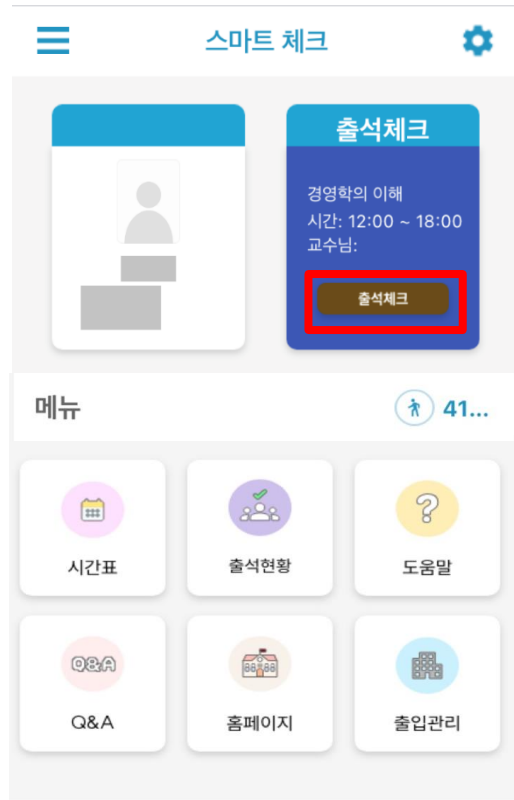 스마트 체크
출석체크
경영학의 이해
시간: 12:00 ~ 18:00
교수님:
출석체크
메뉴
41...
시간표
출석현황
도움말
Q&A
Q&A
홈페이지
출입관리